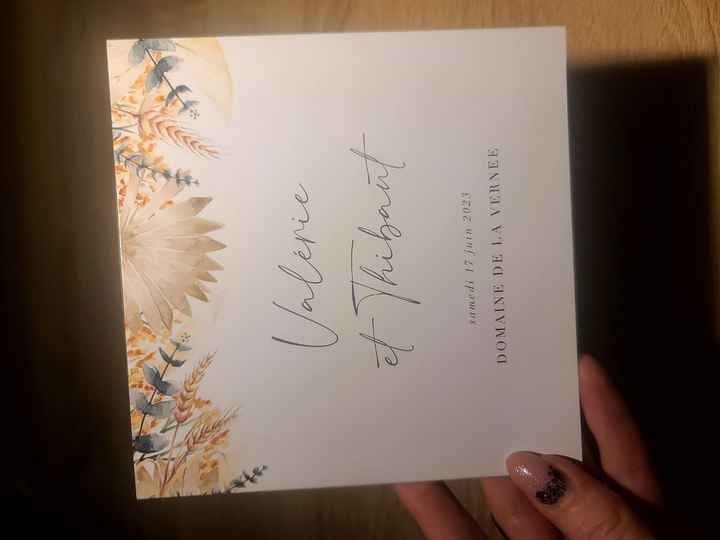 Valérie
et Thibaut
samedi 17 juin 2023
DOMAINE DE LA VERNEE